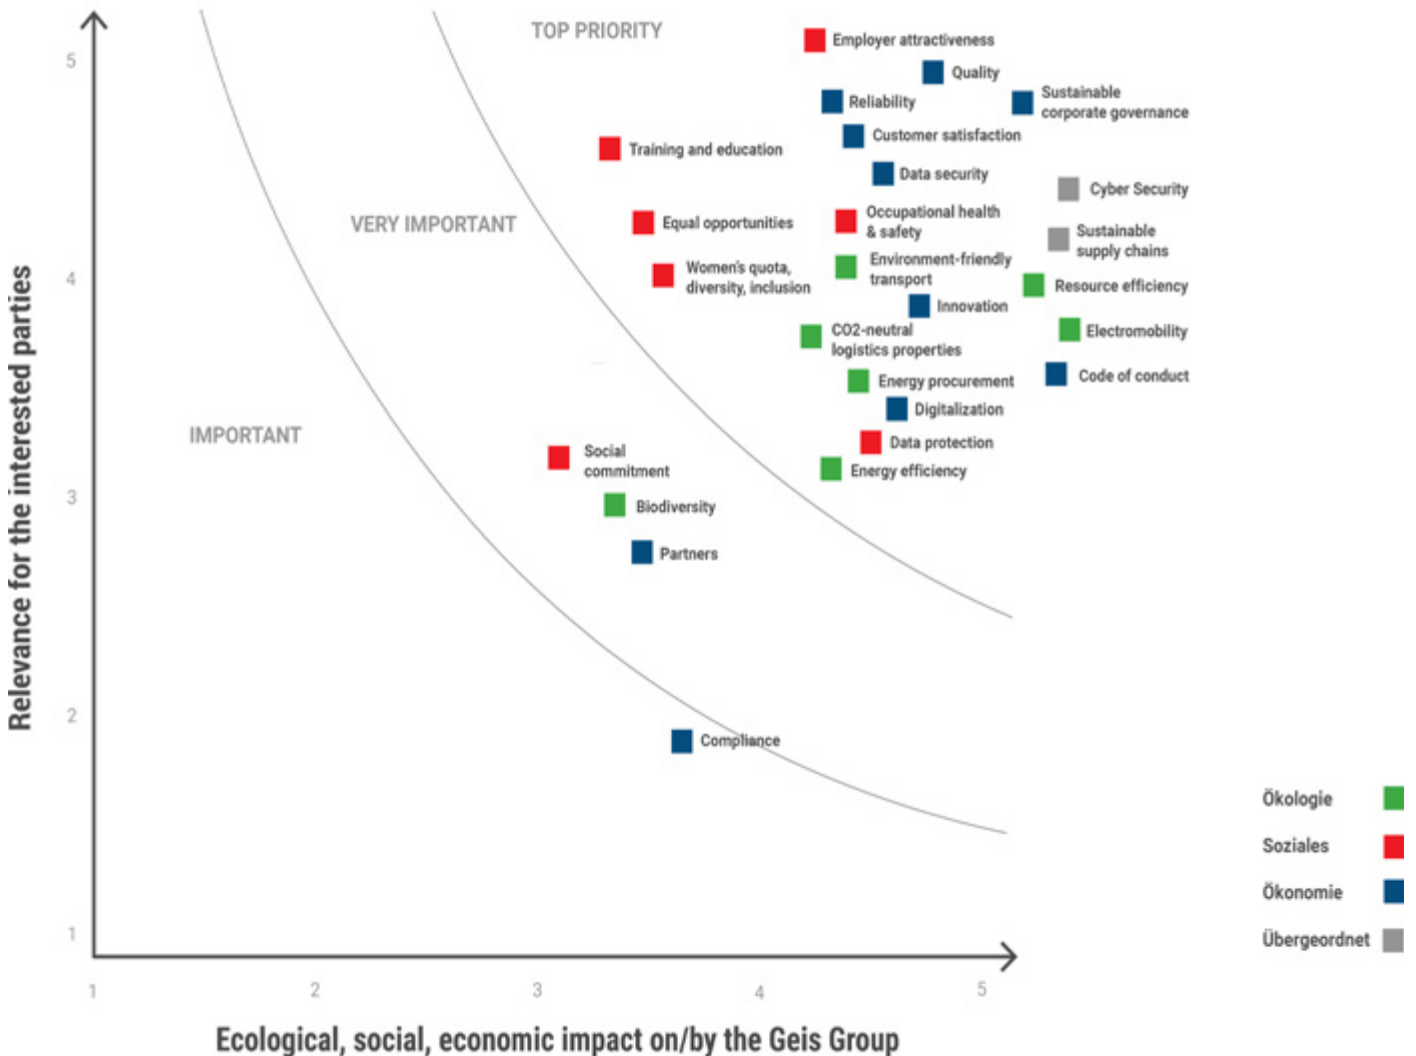 TOP PRIORITY
Employer attractiveness
Quality
Sustainable
corporate governance
Reliability
Customer satisfaction
Training and education
Data security
Cyber Security
Occupational health
& safety
Equal opportunities
VERY IMPORTANT
Sustainable
supply chains
Environment-friendly
transport
Women's quota,
diversity, inclusion
Resource efficiency
Innovation
CO2-neutral
logistics properties
Electromobility
Energy procurement
Code of conduct
Digitalization
IMPORTANT
Data protection
Energy efficiency
Social
commitment
Biodiversity
Partners
Compliance
Relevance for the interested parties
5
4
3
2
1
1
2
3
4
5
Ecological, social, economic impact on/by the Geis Group
Ökologie
Soziales
Ökonomie
Übergeordnet